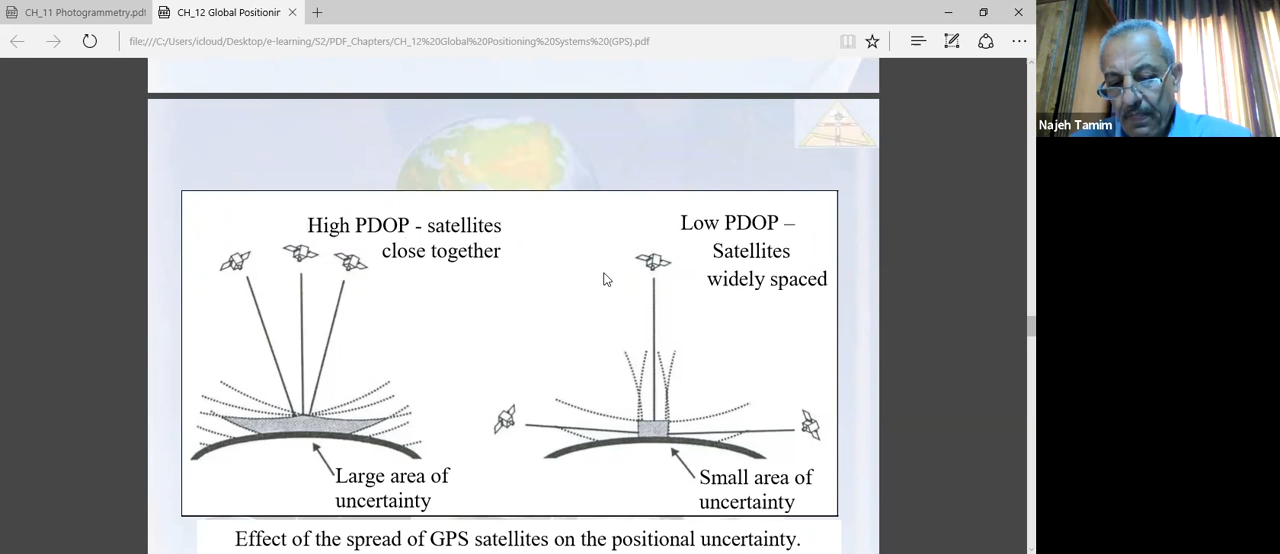 CH_11 Photogrammetry.pdf
CH_12 Global Positionin
file:///C:/Users/icloud/Desktop/e-learning/S2/PDF_Chapters/CH_12%20Global%20Positioning%20Systems%20(GPS).pdf
Najeh Tamim
High PDOP - satellites
close together
Low PDOP –
Satellites
widely spaced
Large area of
uncertainty
Small area of
uncertainty
Effect of the spread of GPS satellites on the positional uncertainty.